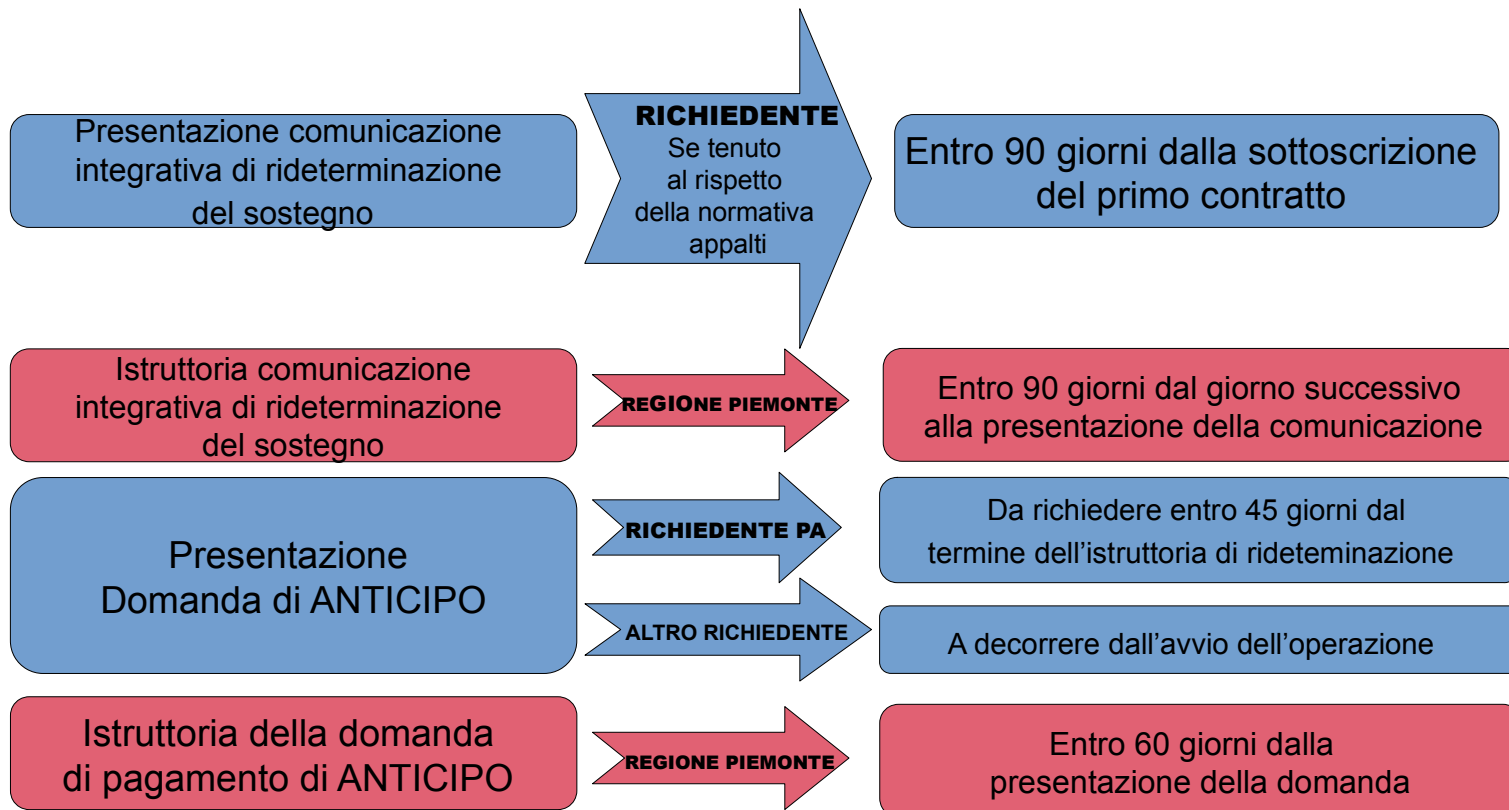 Presentazione comunicazione
integrativa di rideterminazione
del sostegno
RICHIEDENTE
Se tenuto
al rispetto
della normativa
appalti
Entro 90 giorni dalla sottoscrizione
del primo contratto
Istruttoria comunicazione
integrativa di rideterminazione
del sostegno
REGIONE PIEMONTE
Entro 90 giorni dal giorno successivo
alla presentazione della comunicazione
Presentazione
Domanda di ANTICIPO
RICHIEDENTE PA
Da richiedere entro 45 giorni dal
termine dell’istruttoria di rideteminazione
ALTRO RICHIEDENTE
A decorrere dall’avvio dell’operazione
Istruttoria della domanda
di pagamento di ANTICIPO
REGIONE PIEMONTE
Entro 60 giorni dalla
presentazione della domanda